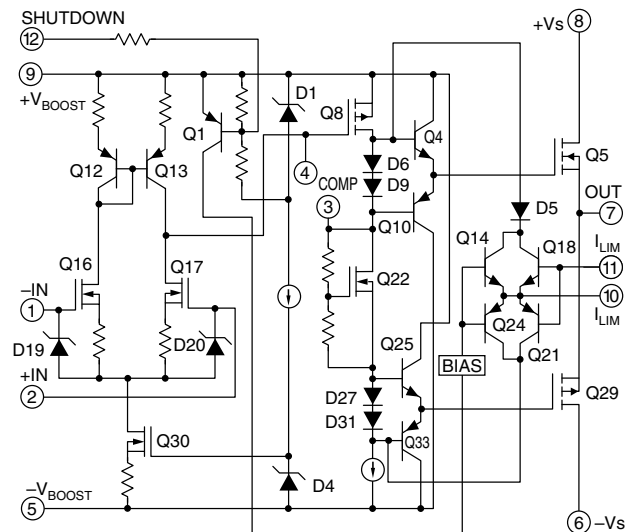 SHUTDOWN
12
8
+Vs
9
+VBOOST
D1
Q8
Q4
Q1
Q12
Q13
4
D6
D9
Q5
COMP
3
Q10
D5
OUT
7
Q14
Q18
ILIM
11
Q16
Q17
–IN
1
Q22
10
ILIM
Q24
Q21
D19
D20
Q25
BIAS
+IN
2
D27
D31
Q29
Q33
Q30
D4
–VBOOST
5
6
–Vs